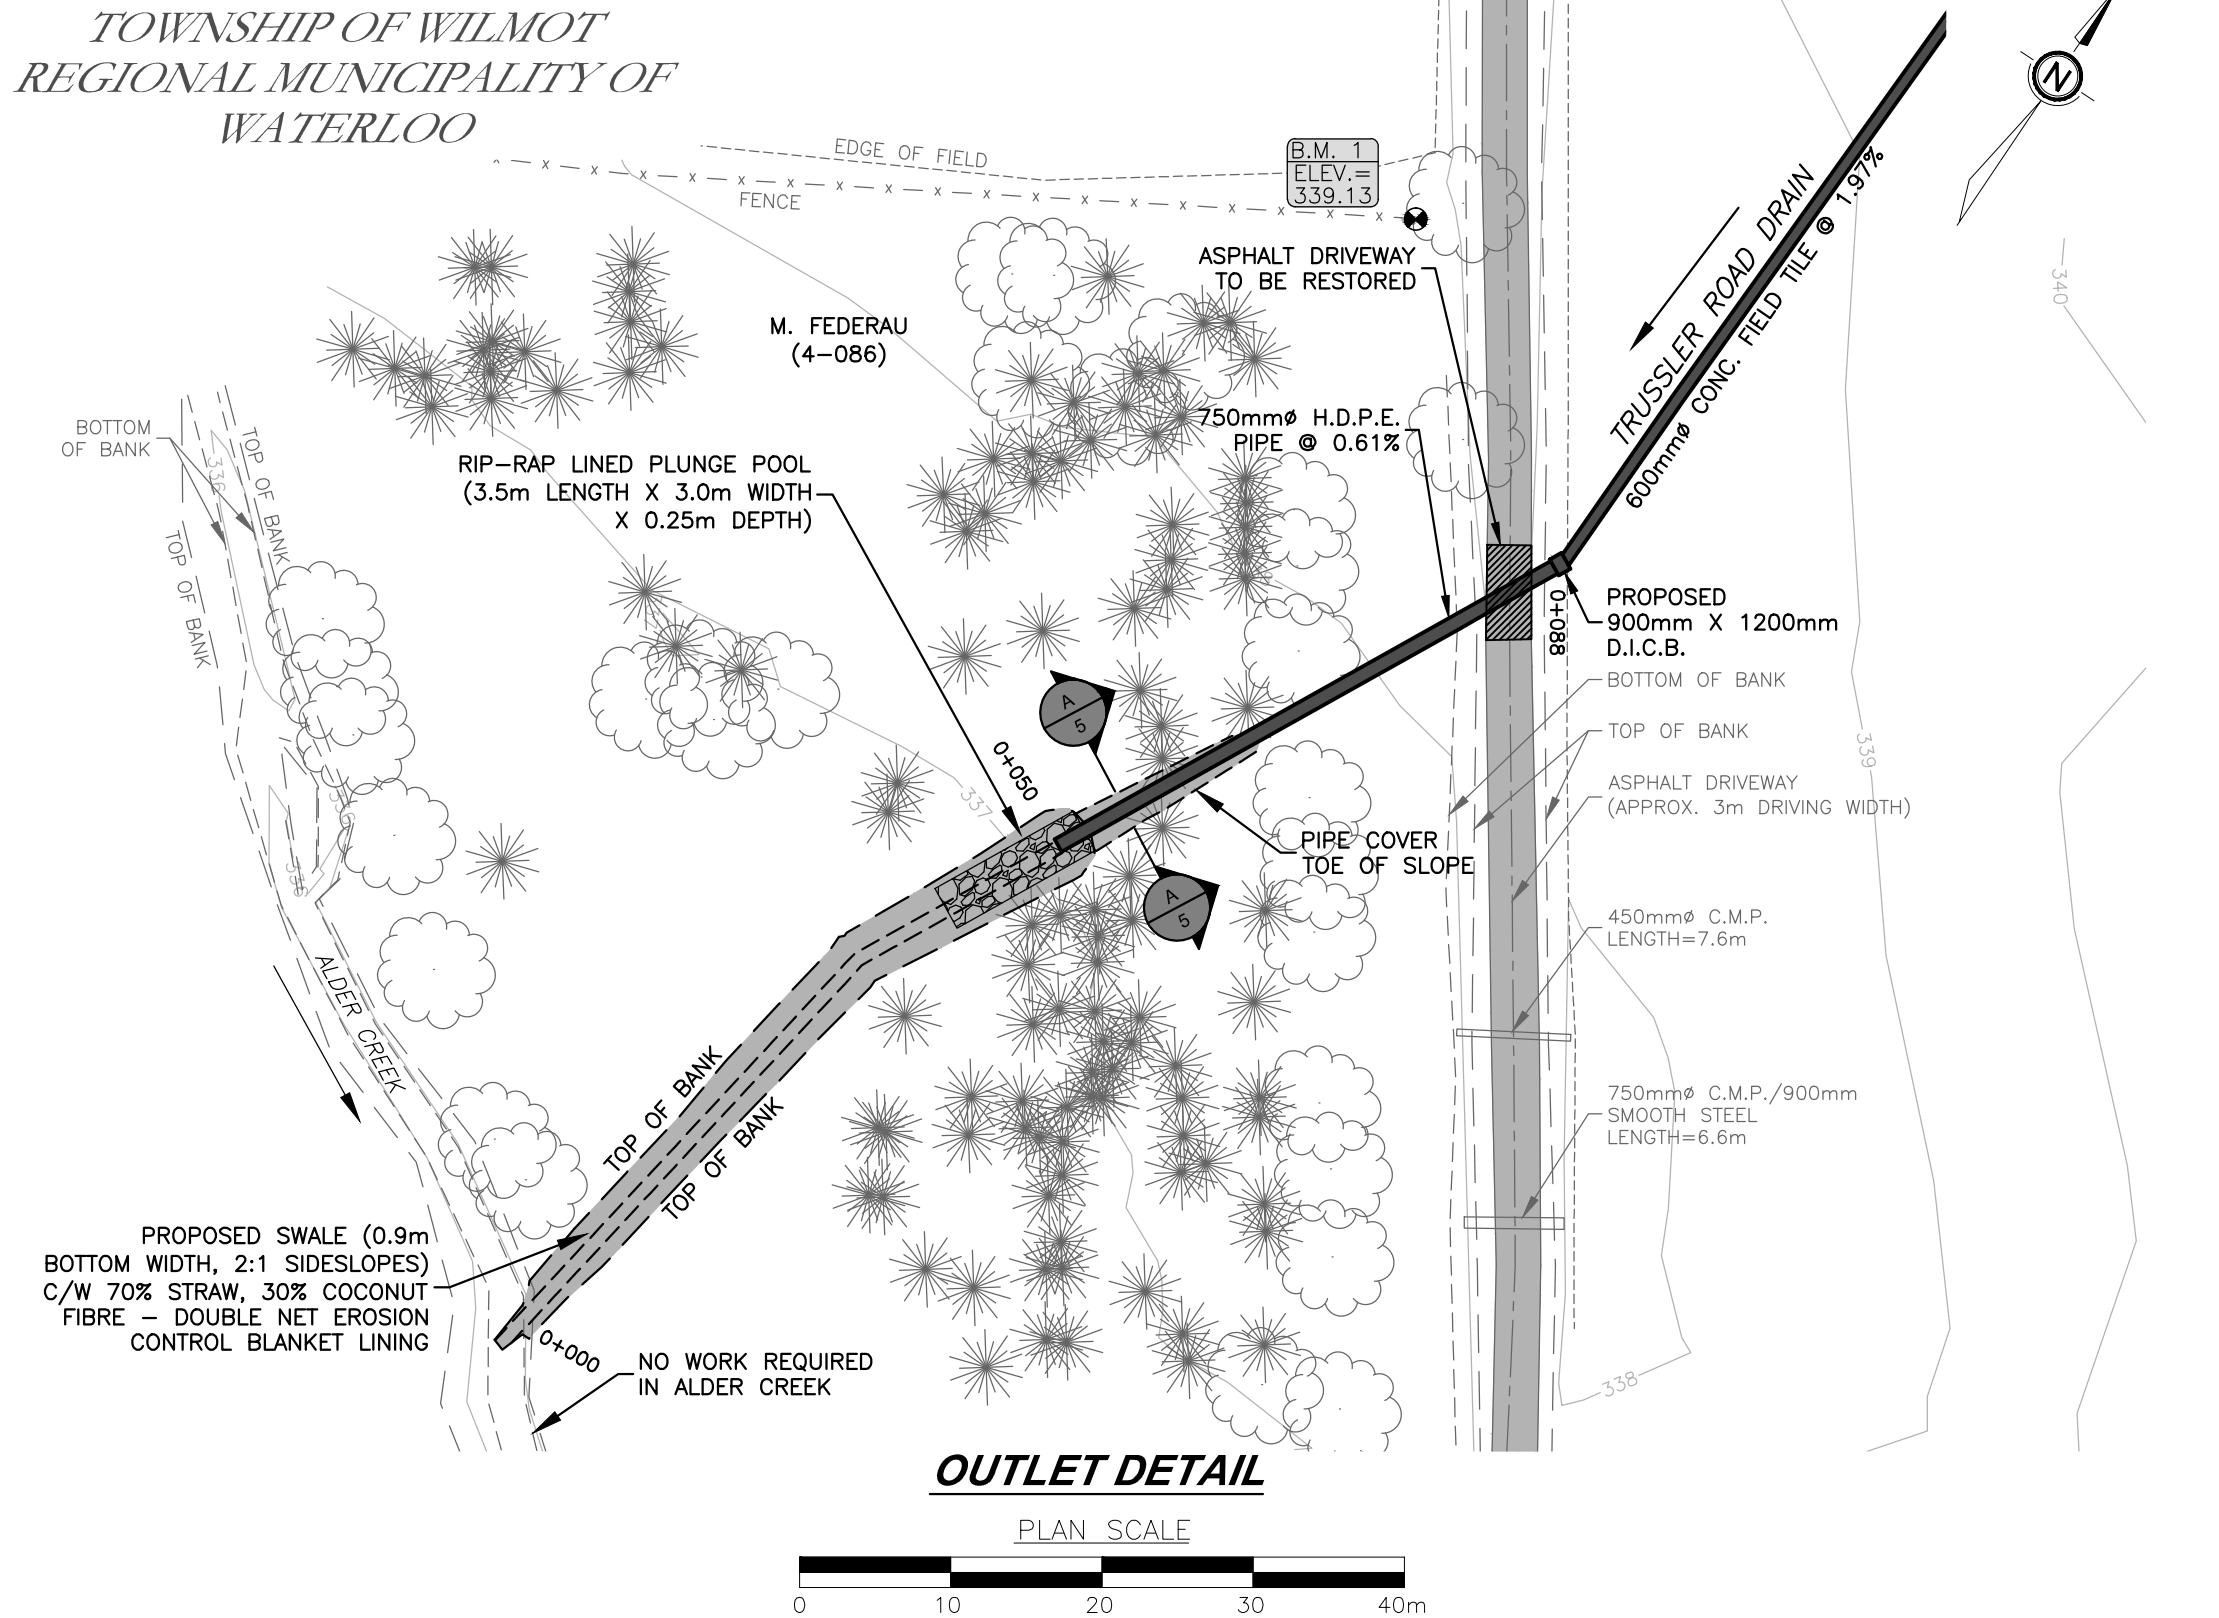 TOWNSHIP OF WILMOT
REGIONAL MUNICIPALITY OF
WATERLOO
N
EDGE OF FIELD
FENCE
B.M. 1
ELEV.=
339.13
ASPHALT DRIVEWAY
TO BE RESTORED
TRUSSLER ROAD DRAIN
600mmø CONC. FIELD TILE @ 1.97%
340
M. FEDERAU
(4-086)
750mmø H.D.P.E.
PIPE @ 0.61%
BOTTOM
OF BANK
TOP OF BANK
336
TOP OF BANK
RIP-RAP LINED PLUNGE POOL
(3.5m LENGTH X 3.0m WIDTH
X 0.25m DEPTH)
0+088
PROPOSED
900mm X 1200mm
D.I.C.B.
BOTTOM OF BANK
TOP OF BANK
339
ASPHALT DRIVEWAY
(APPROX. 3m DRIVING WIDTH)
A
5
0+050
337
336
336
PIPE COVER
TOE OF SLOPE
A
5
450mmø C.M.P.
LENGTH=7.6m
ALDER CREEK
750mmø C.M.P./900mm
SMOOTH STEEL
LENGTH=6.6m
TOP OF BANK
TOP OF BANK
PROPOSED SWALE (0.9m
BOTTOM WIDTH, 2:1 SIDESLOPES)
C/W 70% STRAW, 30% COCONUT
FIBRE - DOUBLE NET EROSION
CONTROL BLANKET LINING
0+000
NO WORK REQUIRED
IN ALDER CREEK
338
OUTLET DETAIL
PLAN SCALE
0 10 20 30 40m